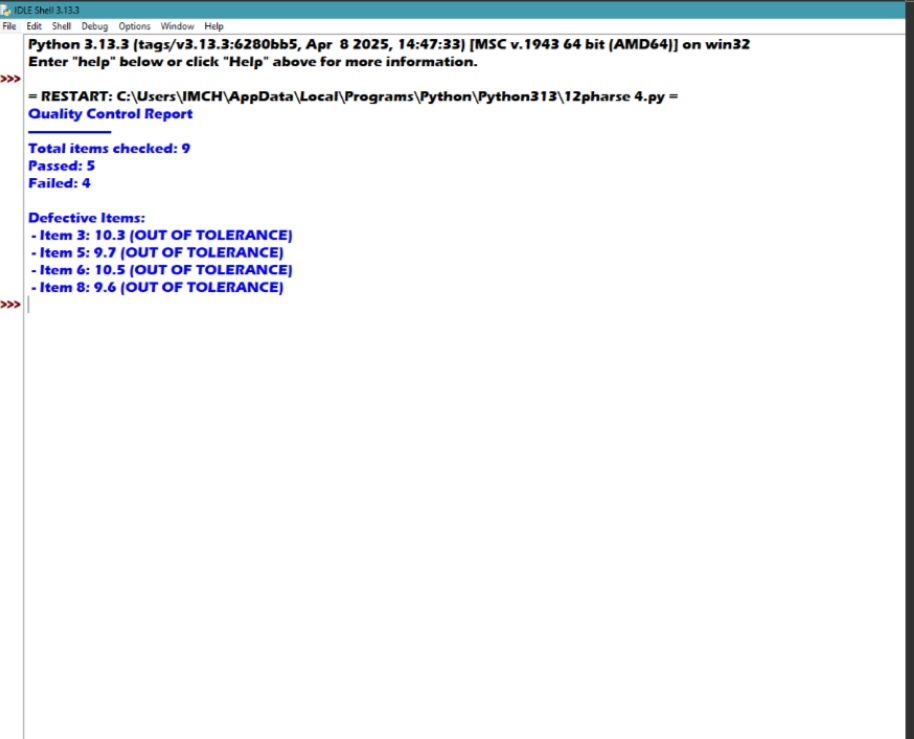 IDLE Shell 3.13.3
File Edit Shell Debug Options Window Help
Python 3.13.3 (tags/v3.13.3:6280bb5, Apr  8 2025, 14:47:33) [MSC v.1943 64 bit (AMD64)] on win32
Enter "help" below or click "Help" above for more information.
>>>
= RESTART: C:\Users\IMCH\AppData\Local\Programs\Python\Python313\12pharse 4.py =
Quality Control Report
Total items checked: 9
Passed: 5
Failed: 4
Defective Items:
- Item 3: 10.3 (OUT OF TOLERANCE)
- Item 5: 9.7 (OUT OF TOLERANCE)
- Item 6: 10.5 (OUT OF TOLERANCE)
- Item 8: 9.6 (OUT OF TOLERANCE)
>>>